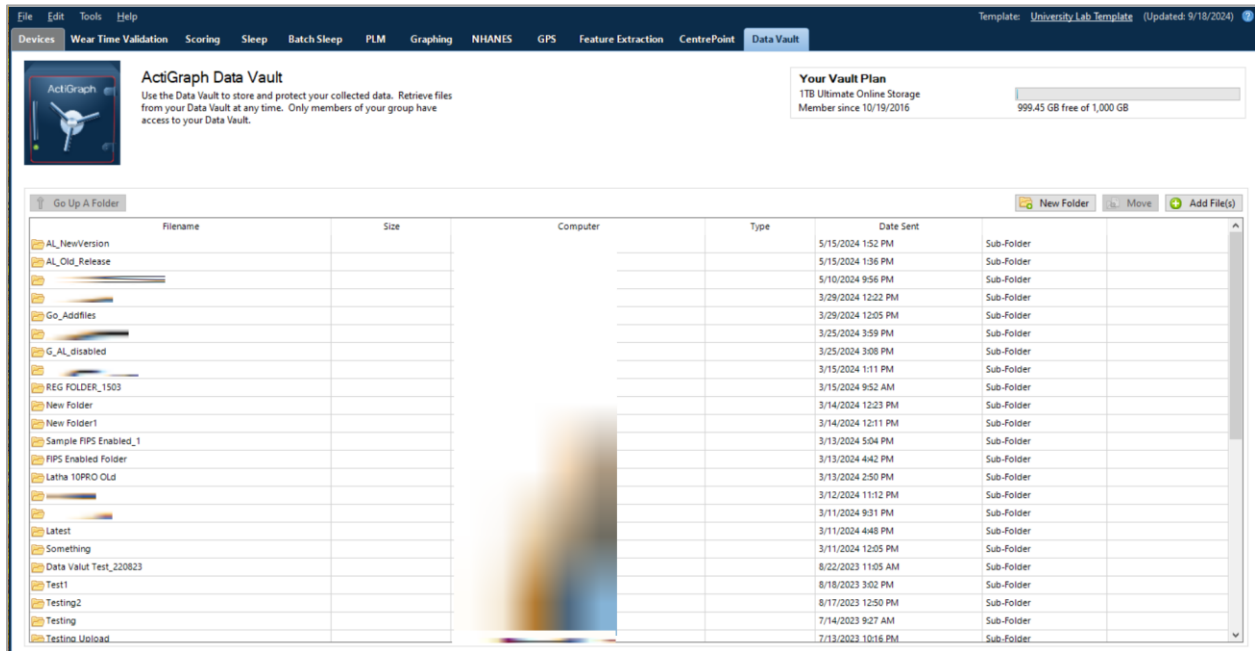 File Edit Tools Help Template: University Lab Template (Updated: 9/18/2024) ?
Devices Wear Time Validation Scoring Sleep Batch Sleep PLM Graphing NHANES GPS Feature Extraction CentrePoint Data Vault
ActiGraph
ActiGraph Data Vault
Use the Data Vault to store and protect your collected data. Retrieve files
from your Data Vault at any time. Only members of your group have
access to your Data Vault.
Your Vault Plan
1TB Ultimate Online Storage
Member since 10/19/2016 999.45 GB free of 1,000 GB
Go Up A Folder New Folder Move Add File(s)
Filename Size Computer Type Date Sent
AL_NewVersion 5/15/2024 1:52 PM Sub-Folder
AL_Old_Release 5/15/2024 1:36 PM Sub-Folder
5/10/2024 9:56 PM Sub-Folder
3/29/2024 12:22 PM Sub-Folder
Go_Addfiles 3/29/2024 12:05 PM Sub-Folder
3/25/2024 3:59 PM Sub-Folder
G_AL_disabled 3/25/2024 3:08 PM Sub-Folder
3/15/2024 1:11 PM Sub-Folder
REG FOLDER_1503 3/15/2024 9:52 AM Sub-Folder
New Folder 3/14/2024 12:23 PM Sub-Folder
New Folder1 3/14/2024 12:11 PM Sub-Folder
Sample FIPS Enabled_1 3/13/2024 5:04 PM Sub-Folder
FIPS Enabled Folder 3/13/2024 4:42 PM Sub-Folder
Latha 10PRO OLd 3/13/2024 2:50 PM Sub-Folder
3/12/2024 11:12 PM Sub-Folder
3/11/2024 9:31 PM Sub-Folder
Latest 3/11/2024 4:48 PM Sub-Folder
Something 3/11/2024 12:05 PM Sub-Folder
Data Valut Test_220823 8/22/2023 11:05 AM Sub-Folder
Test1 8/18/2023 3:02 PM Sub-Folder
Testing2 8/17/2023 12:50 PM Sub-Folder
Testing 7/14/2023 9:27 AM Sub-Folder
Testing Upload 7/13/2023 10:16 PM Sub-Folder